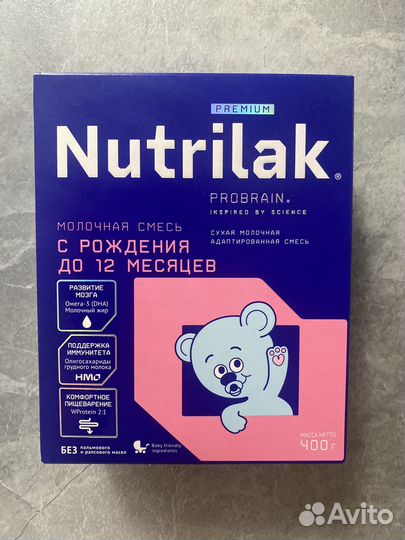 PREMIUM
Nutrilak®
PROBRAIN®
INSPIRED BY SCIENCE
МОЛОЧНАЯ СМЕСЬ
С РОЖДЕНИЯ
ДО 12 МЕСЯЦЕВ
СУХАЯ МОЛОЧНАЯ
АДАПТИРОВАННАЯ СМЕСЬ
РАЗВИТИЕ
МОЗГА
Омега-3 (DHA)
Молочный жир
ПОДДЕРЖКА
ИММУНИТЕТА
Олигосахариды
грудного молока
HMO
КОМФОРТНОЕ
ПИЩЕВАРЕНИЕ
WProtein 2:1
БЕЗ пальмового
и рапсового масел
Baby friendly
ingredients
МАССА НЕТТО
400 г
Avito